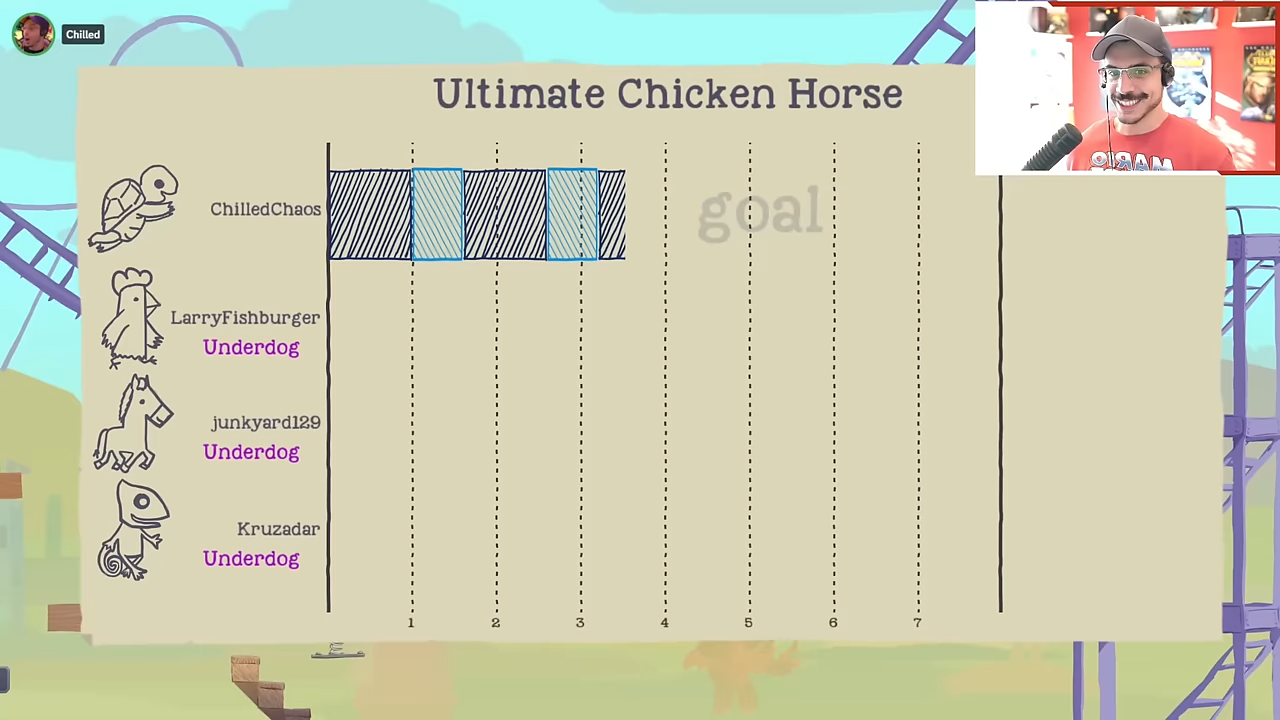 Chilled
Ultimate Chicken Horse
ChilledChaos
goal
LarryFishburger
Underdog
junkyard129
Underdog
Kruzadar
Underdog
1 2 3 4 5 6 7